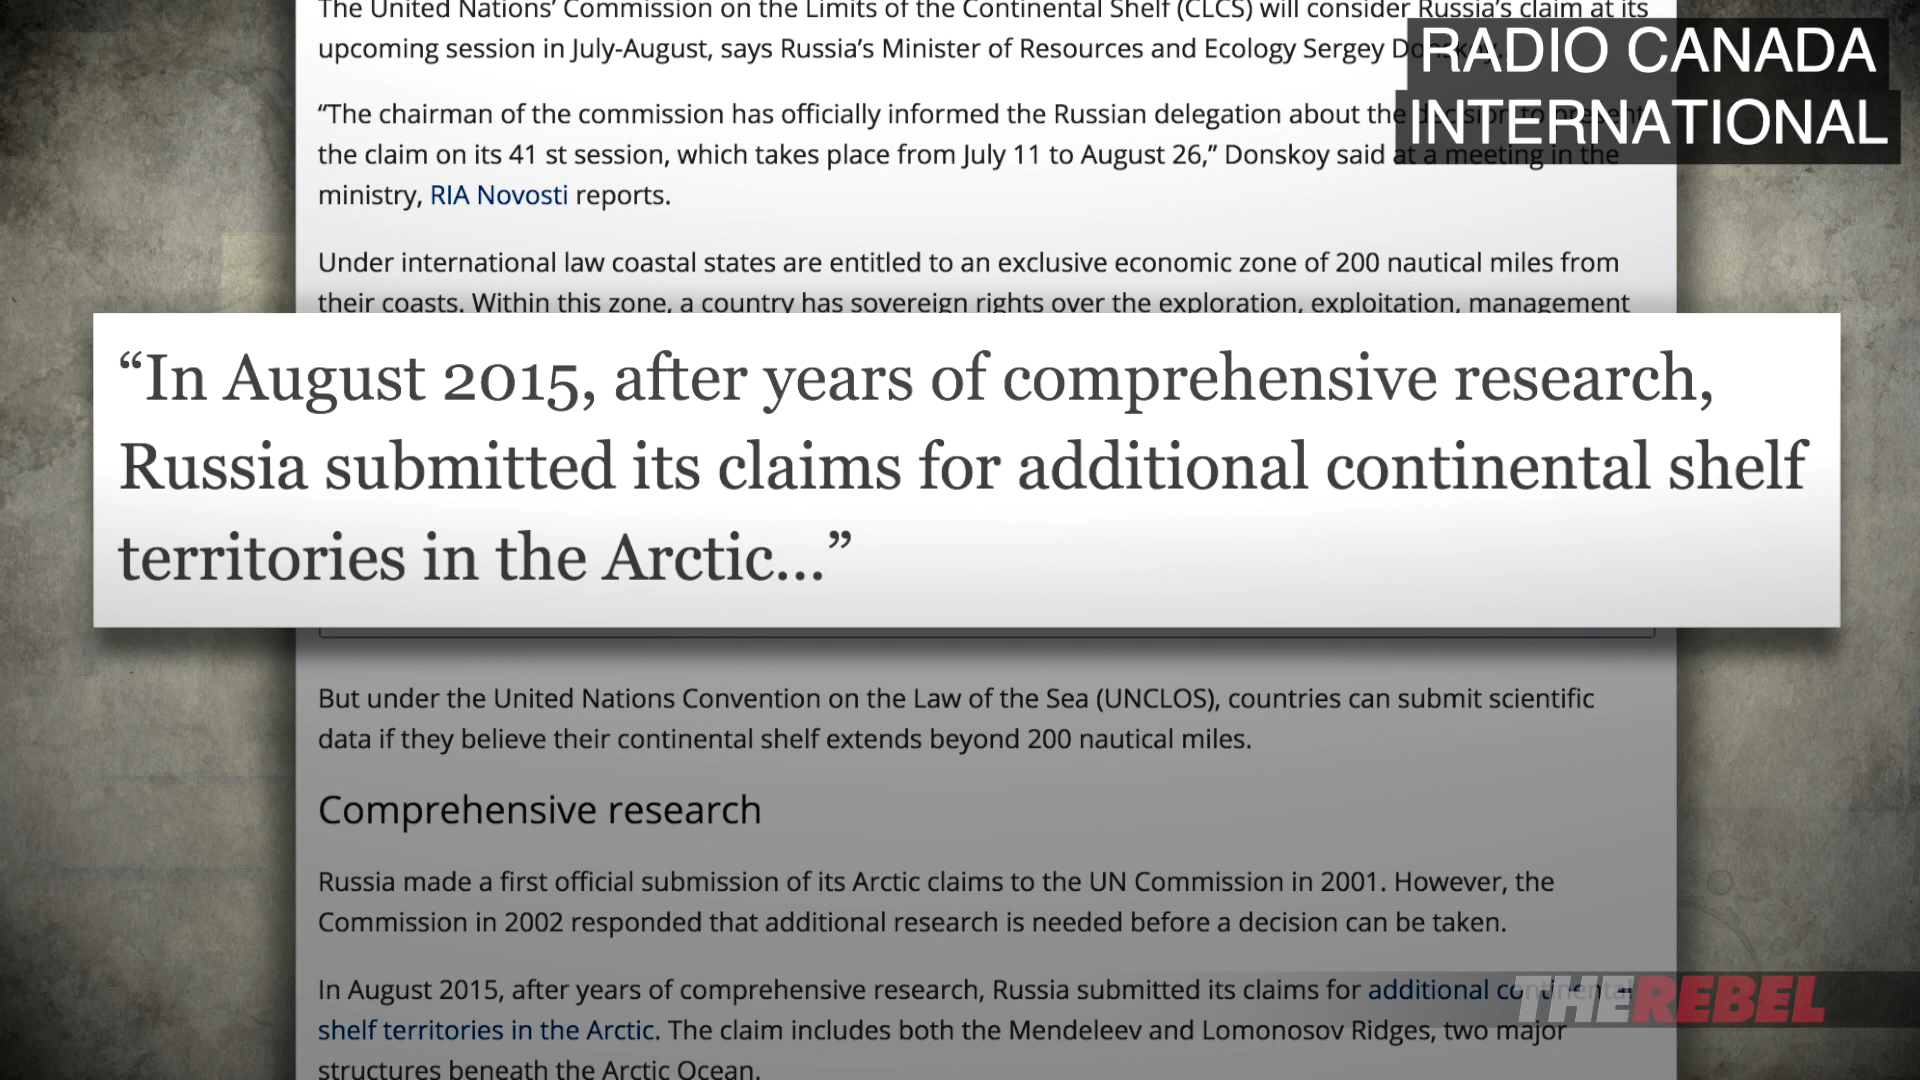 The United Nations’ Commission on the Limits of the Continental Shelf (CLCS) will consider Russia’s claim at its
upcoming session in July-August, says Russia’s Minister of Resources and Ecology Sergey Donskoy.
RADIO CANADA
INTERNATIONAL
“The chairman of the commission has officially informed the Russian delegation about the decision to present
the claim on its 41 st session, which takes place from July 11 to August 26,” Donskoy said at a meeting in the
ministry, RIA Novosti reports.
Under international law coastal states are entitled to an exclusive economic zone of 200 nautical miles from
their coasts. Within this zone, a country has sovereign rights over the exploration, exploitation, management
“In August 2015, after years of comprehensive research,
Russia submitted its claims for additional continental shelf
territories in the Arctic...”
But under the United Nations Convention on the Law of the Sea (UNCLOS), countries can submit scientific
data if they believe their continental shelf extends beyond 200 nautical miles.
Comprehensive research
Russia made a first official submission of its Arctic claims to the UN Commission in 2001. However, the
Commission in 2002 responded that additional research is needed before a decision can be taken.
In August 2015, after years of comprehensive research, Russia submitted its claims for additional continental
shelf territories in the Arctic. The claim includes both the Mendeleev and Lomonosov Ridges, two major
structures beneath the Arctic Ocean.
THE REBEL